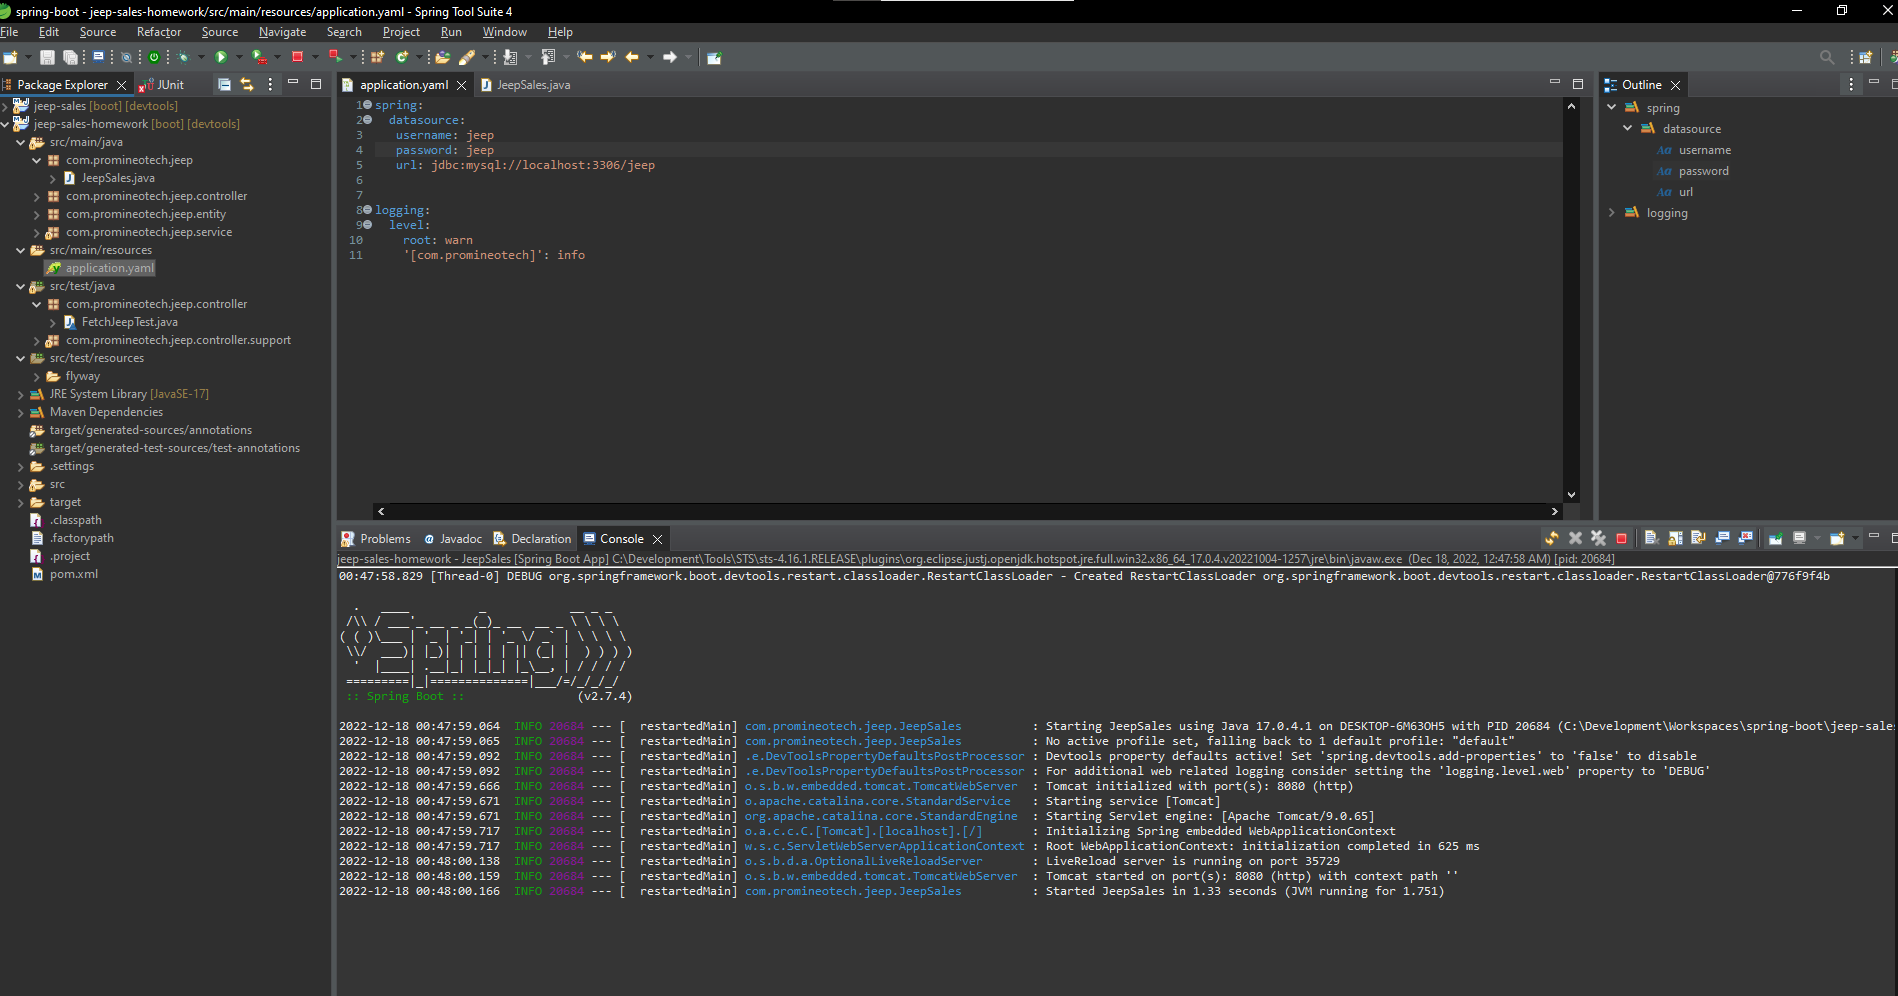 spring-boot - jeep-sales-homework/src/main/resources/application.yaml - Spring Tool Suite 4
File Edit Source Refactor Source Navigate Search Project Run Window Help
Package Explorer
JUnit
jeep-sales [boot] [devtools]
jeep-sales-homework [boot] [devtools]
src/main/java
com.promineotech.jeep
JeepSales.java
com.promineotech.jeep.controller
com.promineotech.jeep.entity
com.promineotech.jeep.service
src/main/resources
application.yaml
src/test/java
com.promineotech.jeep.controller
FetchJeepTest.java
com.promineotech.jeep.controller.support
src/test/resources
flyway
JRE System Library [JavaSE-17]
Maven Dependencies
target/generated-sources/annotations
target/generated-test-sources/test-annotations
.settings
src
target
.classpath
.factorypath
.project
pom.xml
application.yaml
JeepSales.java
1 spring:
2 datasource:
3 username: jeep
4 password: jeep
5 url: jdbc:mysql://localhost:3306/jeep
6
7
8 logging:
9 level:
10 root: warn
11 '[com.promineotech]': info
Outline
spring
datasource
username
password
url
logging
Problems
Javadoc
Declaration
Console
jeep-sales-homework - JeepSales [Spring Boot App] C:\Development\Tools\STS\sts-4.16.1.RELEASE\plugins\org.eclipse.justj.openjdk.hotspot.jre.full.win32.x86_64_17.0.4.v20221004-1257\jre\bin\javaw.exe (Dec 18, 2022, 12:47:58 AM) [pid: 20684]
00:47:58.829 [Thread-0] DEBUG org.springframework.boot.devtools.restart.classloader.RestartClassLoader - Created RestartClassLoader org.springframework.boot.devtools.restart.classloader.RestartClassLoader@776f9f4b
  .   ____          _            __ _ _
 /\\ / ___'_ __ _ _(_)_ __  __ _ \ \ \ \
( ( )\___ | '_ | '_| | '_ \/ _` | \ \ \ \
 \\/  ___)| |_)| | | | | || (_| |  ) ) ) )
  '  |____| .__|_| |_|_| |_\__, | / / / /
 =========|_|==============|___/=/_/_/_/
 :: Spring Boot ::                (v2.7.4)
2022-12-18 00:47:59.064  INFO 20684 --- [  restartedMain] com.promineotech.jeep.JeepSales          : Starting JeepSales using Java 17.0.4.1 on DESKTOP-6M63OH5 with PID 20684 (C:\Development\Workspaces\spring-boot\jeep-sale
2022-12-18 00:47:59.065  INFO 20684 --- [  restartedMain] com.promineotech.jeep.JeepSales          : No active profile set, falling back to 1 default profile: "default"
2022-12-18 00:47:59.092  INFO 20684 --- [  restartedMain] .e.DevToolsPropertyDefaultsPostProcessor : Devtools property defaults active! Set 'spring.devtools.add-properties' to 'false' to disable
2022-12-18 00:47:59.092  INFO 20684 --- [  restartedMain] .e.DevToolsPropertyDefaultsPostProcessor : For additional web related logging consider setting the 'logging.level.web' property to 'DEBUG'
2022-12-18 00:47:59.666  INFO 20684 --- [  restartedMain] o.s.b.w.embedded.tomcat.TomcatWebServer  : Tomcat initialized with port(s): 8080 (http)
2022-12-18 00:47:59.671  INFO 20684 --- [  restartedMain] o.apache.catalina.core.StandardService   : Starting service [Tomcat]
2022-12-18 00:47:59.671  INFO 20684 --- [  restartedMain] org.apache.catalina.core.StandardEngine  : Starting Servlet engine: [Apache Tomcat/9.0.65]
2022-12-18 00:47:59.717  INFO 20684 --- [  restartedMain] o.a.c.c.C.[Tomcat].[localhost].[/]       : Initializing Spring embedded WebApplicationContext
2022-12-18 00:47:59.717  INFO 20684 --- [  restartedMain] w.s.c.ServletWebServerApplicationContext : Root WebApplicationContext: initialization completed in 625 ms
2022-12-18 00:48:00.138  INFO 20684 --- [  restartedMain] o.s.b.d.a.OptionalLiveReloadServer       : LiveReload server is running on port 35729
2022-12-18 00:48:00.159  INFO 20684 --- [  restartedMain] o.s.b.w.embedded.tomcat.TomcatWebServer  : Tomcat started on port(s): 8080 (http) with context path ''
2022-12-18 00:48:00.166  INFO 20684 --- [  restartedMain] com.promineotech.jeep.JeepSales          : Started JeepSales in 1.33 seconds (JVM running for 1.751)